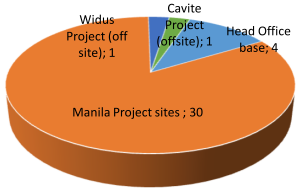 Widus
Project (off
site); 1
Cavite
Project
(offsite); 1
Head Office
base; 4
Manila Project sites ; 30